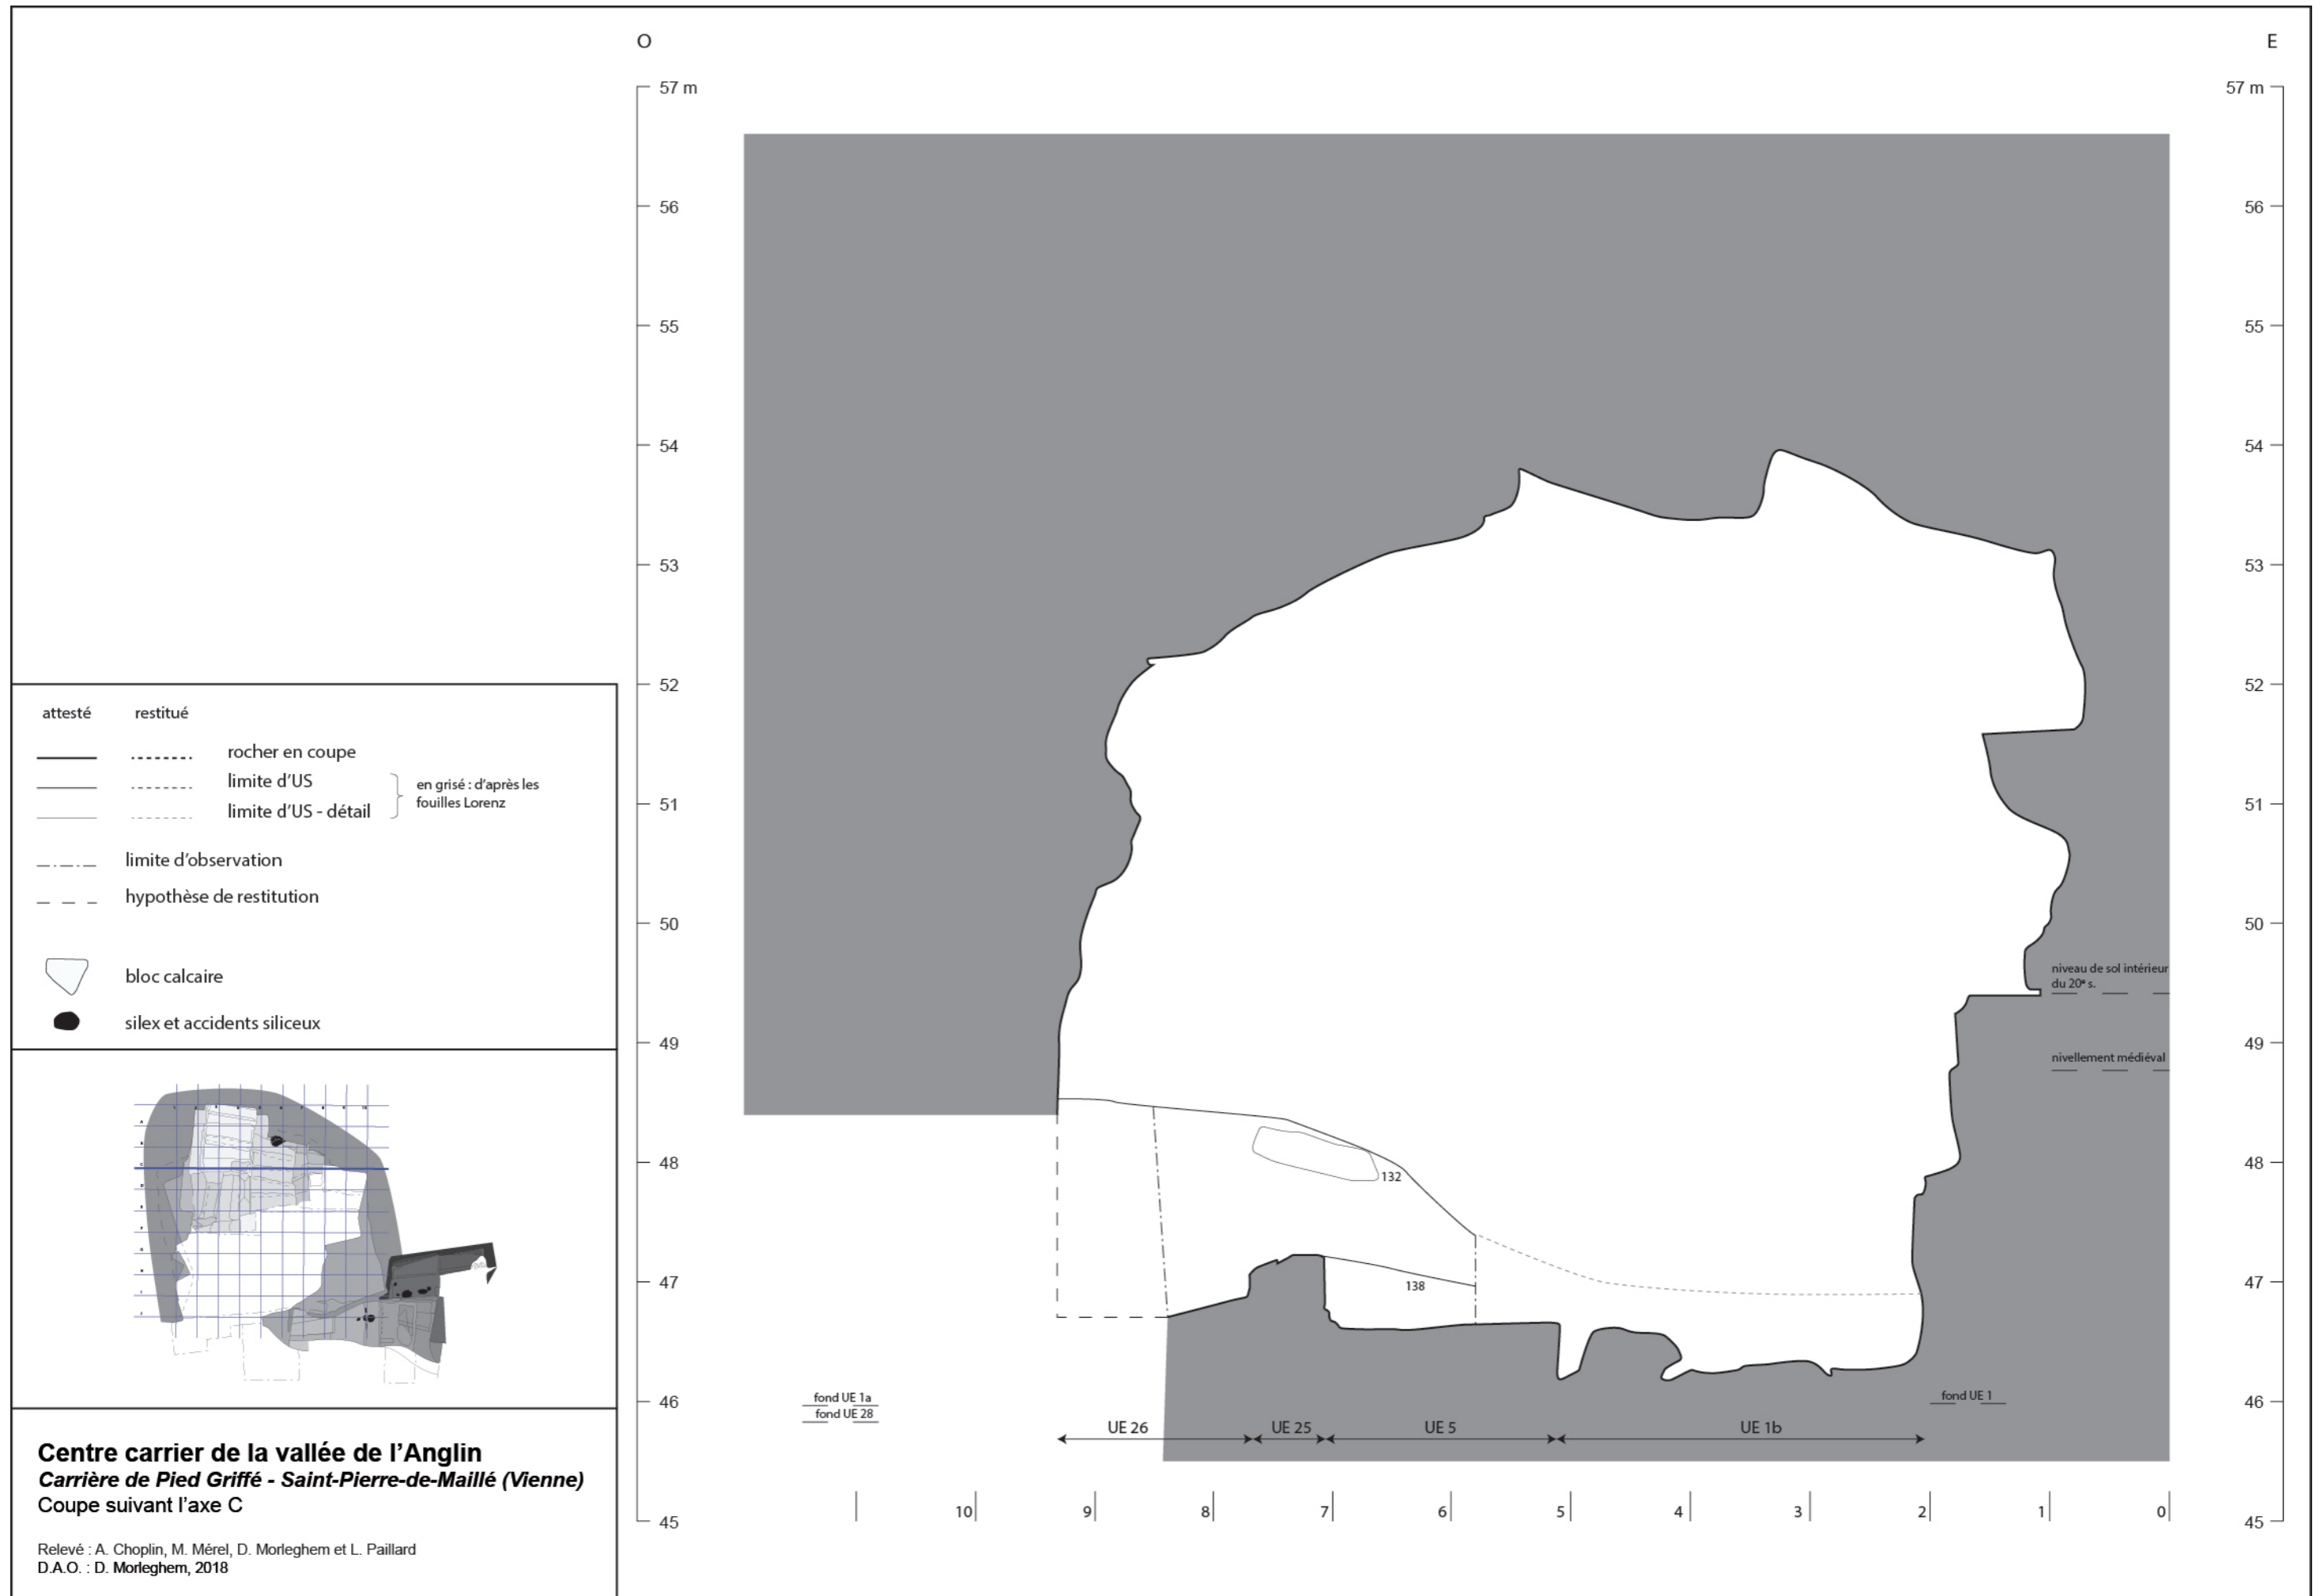 O
E
57 m
57 m
56
56
55
55
54
54
53
53
52
52
51
51
50
50
49
49
48
48
47
47
46
46
45
45
attesté restitué
rocher en coupe
limite d'US
limite d'US - détail
en grisé : d'après les
fouilles Lorenz
limite d'observation
hypothèse de restitution
bloc calcaire
silex et accidents siliceux
niveau de sol intérieur
du 20e s.
nivellement médiéval
132
138
fond UE 1a
fond UE 28
fond UE 1
UE 26
UE 25
UE 5
UE 1b
10
9
8
7
6
5
4
3
2
1
0
Centre carrier de la vallée de l'Anglin
Carrière de Pied Griffé - Saint-Pierre-de-Maillé (Vienne)
Coupe suivant l'axe C
Relevé : A. Choplin, M. Mérel, D. Morleghem et L. Paillard
D.A.O. : D. Morleghem, 2018